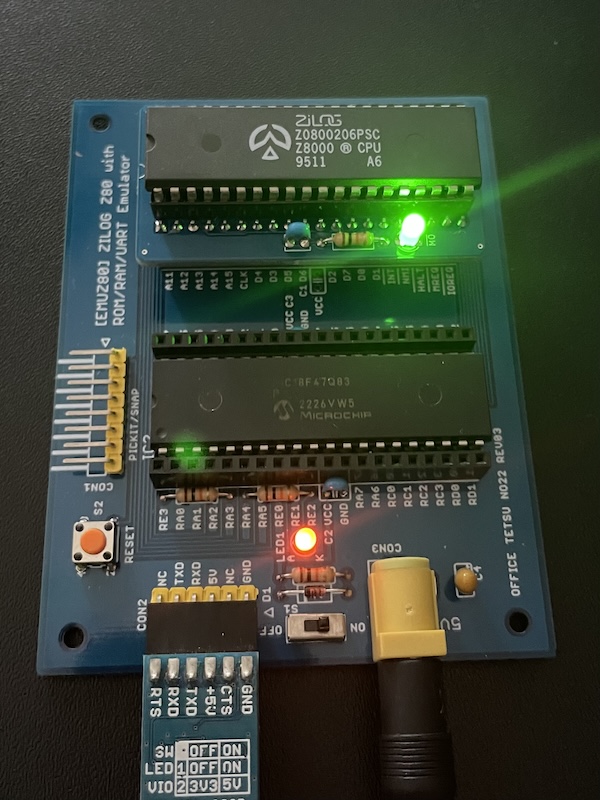 ZiLOG
Z0800206PSC
Z8000 ® CPU
9511 A6
[EMUZ80] ZILOG Z80 with
ROM/RAM/UART Emulator
A11 A12 A13 A14 A15 CLK D4 D3 D5 C1 D6 VCC D2 D7 D0 D1 INT NMI HALT MREQ IORQ
VCC C3
GND
18F47Q83
2226VW5
MICROCHIP
PICKIT/SNAP
CON1
S2
RESET
RE3 RA0 RA1 RA2 RA3 RA4 RA5 RE0 RE1 RE2 VCC GND RA7 RA6 RC0 RC1 RC2 RC3 RD0 RD1
LED1
A K
C2
CON3
C4
5V
CON2
NC TXD RXD 5V NC GND
D1
S1
OFF ON
OFFICE TETSU NO22 REV03
RTS RXD TXD +5V CTS GND
SW OFF ON
LED 1 OFF ON
VIO 2 3V3 5V